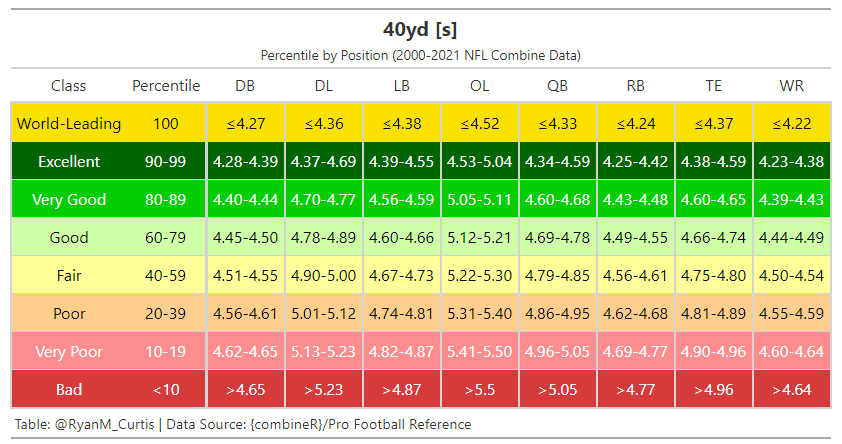 40yd [s]
Percentile by Position (2000-2021 NFL Combine Data)
Class Percentile DB DL LB OL QB RB TE WR
World-Leading 100 ≤4.27 ≤4.36 ≤4.38 ≤4.52 ≤4.33 ≤4.24 ≤4.37 ≤4.22
Excellent 90-99 4.28-4.39 4.37-4.69 4.39-4.55 4.53-5.04 4.34-4.59 4.25-4.42 4.38-4.59 4.23-4.38
Very Good 80-89 4.40-4.44 4.70-4.77 4.56-4.59 5.05-5.11 4.60-4.68 4.43-4.48 4.60-4.65 4.39-4.43
Good 60-79 4.45-4.50 4.78-4.89 4.60-4.66 5.12-5.21 4.69-4.78 4.49-4.55 4.66-4.74 4.44-4.49
Fair 40-59 4.51-4.55 4.90-5.00 4.67-4.73 5.22-5.30 4.79-4.85 4.56-4.61 4.75-4.80 4.50-4.54
Poor 20-39 4.56-4.61 5.01-5.12 4.74-4.81 5.31-5.40 4.86-4.95 4.62-4.68 4.81-4.89 4.55-4.59
Very Poor 10-19 4.62-4.65 5.13-5.23 4.82-4.87 5.41-5.50 4.96-5.05 4.69-4.77 4.90-4.96 4.60-4.64
Bad <10 >4.65 >5.23 >4.87 >5.5 >5.05 >4.77 >4.96 >4.64
Table: @RyanM_Curtis | Data Source: {combineR}/Pro Football Reference